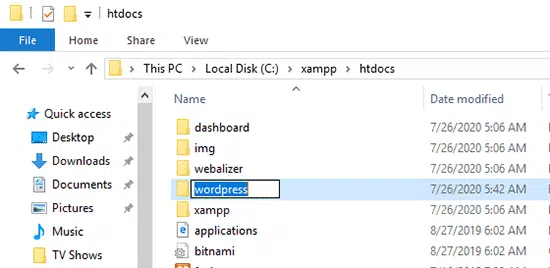 htdocs
File Home Share View
This PC Local Disk (C:) xampp htdocs
Name Date modified
Quick access
dashboard 7/26/2020 5:06 AM
Desktop
img 7/26/2020 5:06 AM
Downloads
webalizer 7/26/2020 5:06 AM
Documents
wordpress 7/26/2020 5:42 AM
Pictures
xampp 7/26/2020 5:06 AM
Music
applications 8/27/2019 6:02 AM
TV Shows
bitnami 8/27/2019 6:02 AM